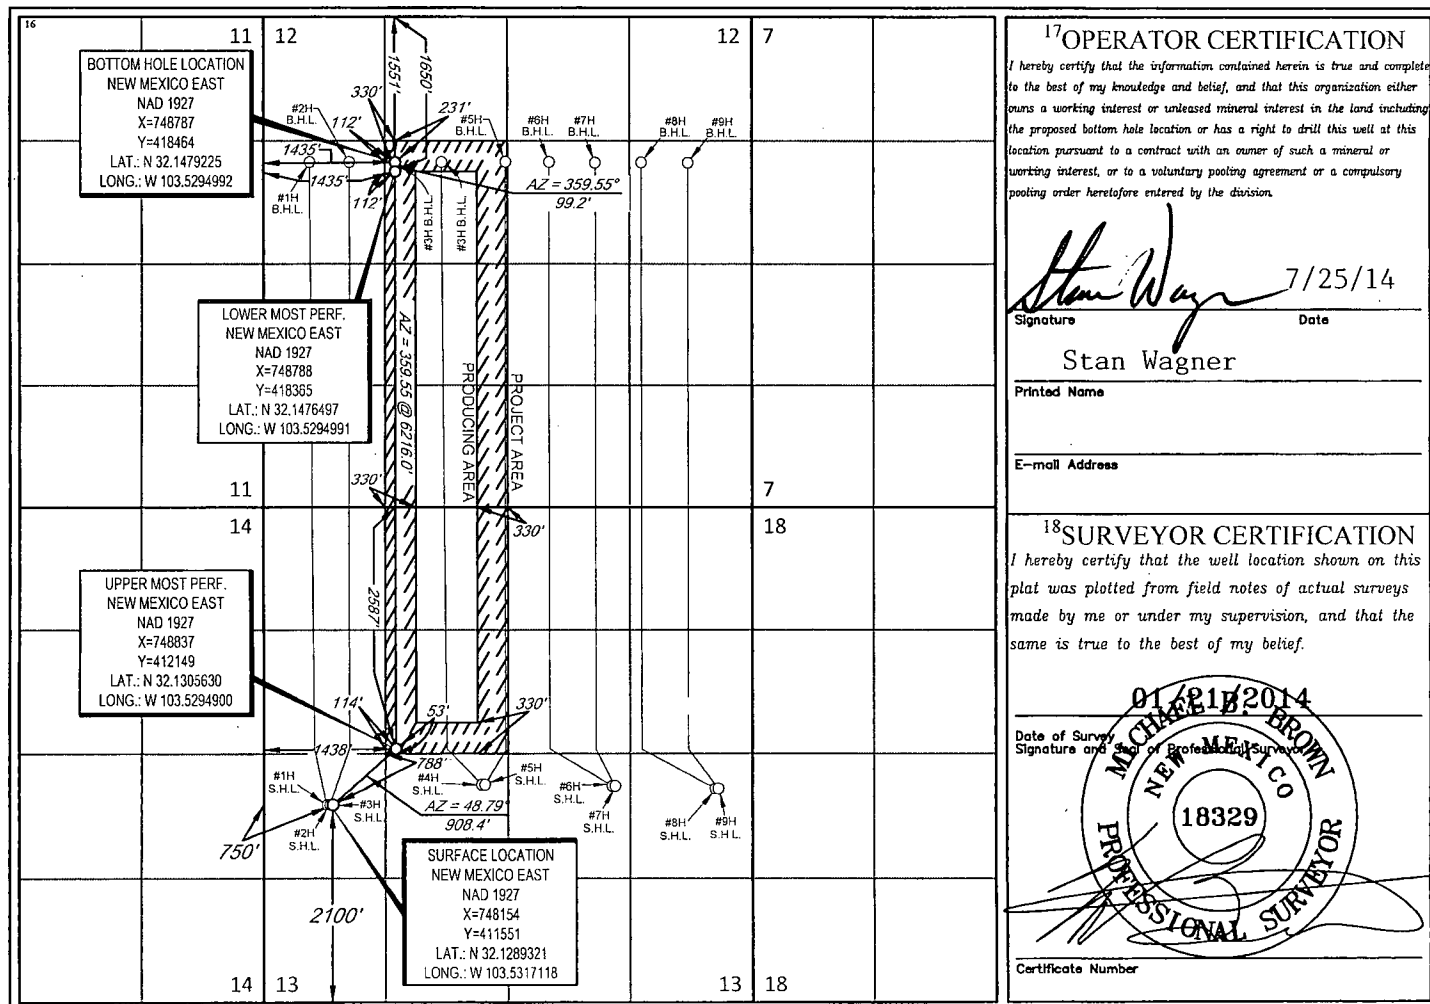 16
11 12
12 7
BOTTOM HOLE LOCATION
NEW MEXICO EAST
NAD 1927
X=748787
Y=418464
LAT.: N 32.1479225
LONG.: W 103.5294992
1551'
1650'
330'
231'
112'
1435'
1435'
112'
#2H
B.H.L.
#5H
B.H.L.
#6H
B.H.L.
#7H
B.H.L.
#8H
B.H.L.
#9H
B.H.L.
#1H
B.H.L.
#3H B.H.L.
#3H B.H.L.
AZ = 359.55°
99.2'
LOWER MOST PERF.
NEW MEXICO EAST
NAD 1927
X=748788
Y=418365
LAT.: N 32.1476497
LONG.: W 103.5294991
AZ = 359.55 @ 6216.0'
PRODUCING AREA
PROJECT AREA
330'
330'
11
7
14
18
UPPER MOST PERF.
NEW MEXICO EAST
NAD 1927
X=748837
Y=412149
LAT.: N 32.1305630
LONG.: W 103.5294900
2587'
114'
53'
330'
1438'
788'
#1H
S.H.L.
#2H
S.H.L.
#3H
S.H.L.
#4H
S.H.L.
#5H
S.H.L.
#6H
S.H.L.
#7H
S.H.L.
#8H
S.H.L.
#9H
S.H.L.
AZ = 48.79°
908.4'
750'
2100'
SURFACE LOCATION
NEW MEXICO EAST
NAD 1927
X=748154
Y=411551
LAT.: N 32.1289321
LONG.: W 103.5317118
14 13
13 18
17 OPERATOR CERTIFICATION
I hereby certify that the information contained herein is true and complete
to the best of my knowledge and belief, and that this organization either
owns a working interest or unleased mineral interest in the land including
the proposed bottom hole location or has a right to drill this well at this
location pursuant to a contract with an owner of such a mineral or
working interest, or to a voluntary pooling agreement or a compulsory
pooling order heretofore entered by the division.
Stan Wagner 7/25/14
Signature Date
Stan Wagner
Printed Name
E-mail Address
18 SURVEYOR CERTIFICATION
I hereby certify that the well location shown on this
plat was plotted from field notes of actual surveys
made by me or under my supervision, and that the
same is true to the best of my belief.
01/21/2014
Date of Survey
Signature and Seal of Professional Surveyor
MICHAEL B. BROWN
NEW MEXICO
18329
PROFESSIONAL SURVEYOR
Certificate Number